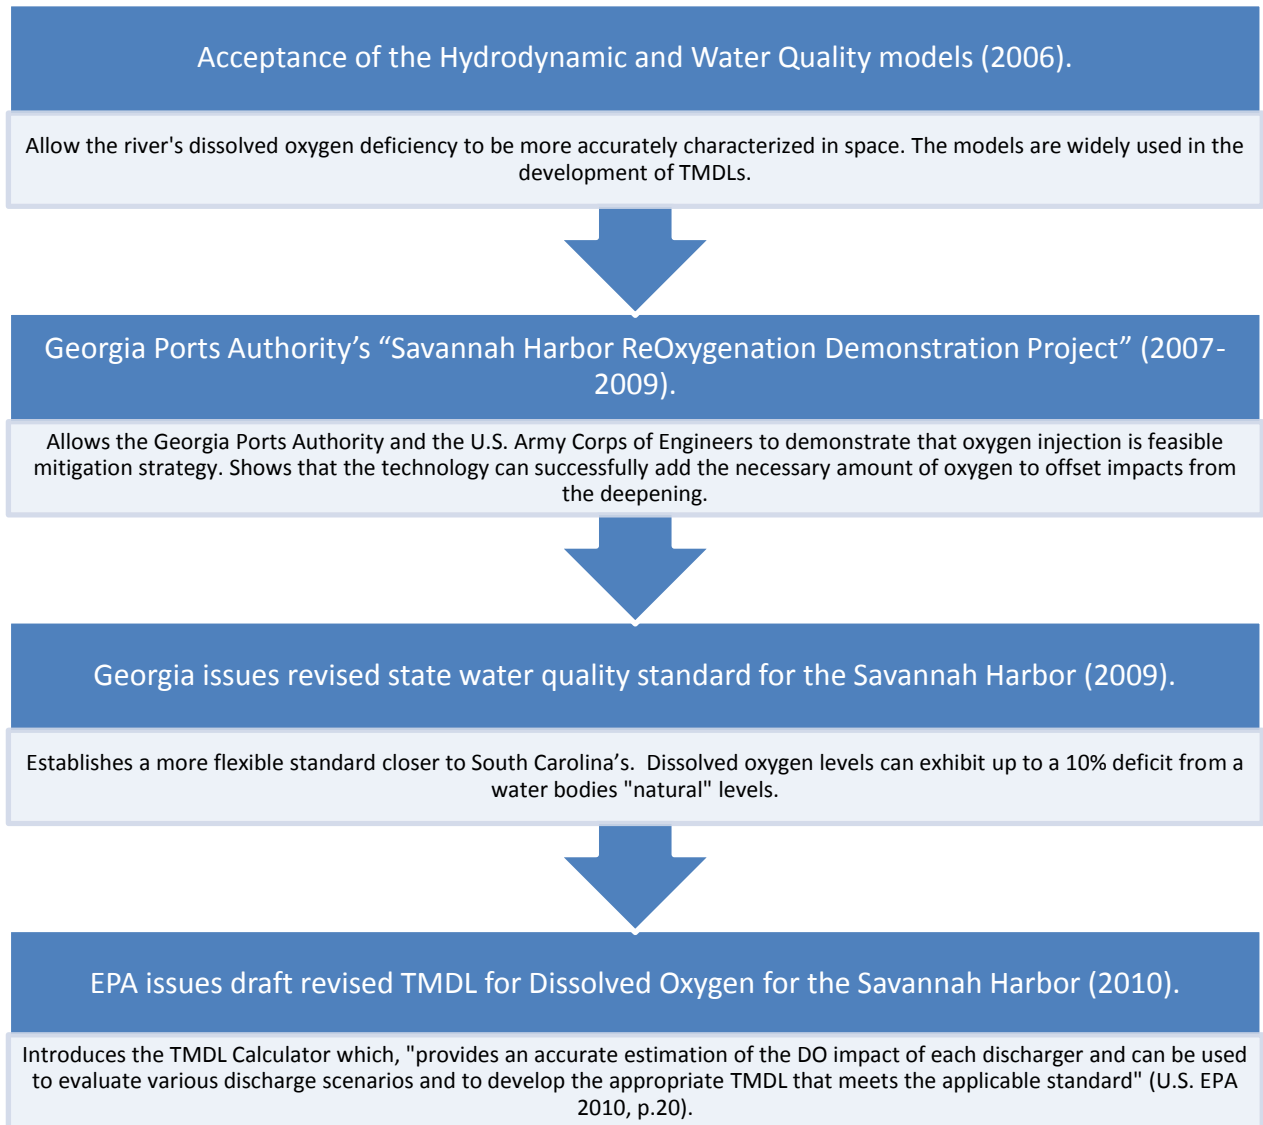 Acceptance of the Hydrodynamic and Water Quality models (2006).
Allow the river's dissolved oxygen deficiency to be more accurately characterized in space. The models are widely used in the
development of TMDLs.
Georgia Ports Authority’s “Savannah Harbor ReOxygenation Demonstration Project” (2007-
2009).
Allows the Georgia Ports Authority and the U.S. Army Corps of Engineers to demonstrate that oxygen injection is feasible
mitigation strategy. Shows that the technology can successfully add the necessary amount of oxygen to offset impacts from
the deepening.
Georgia issues revised state water quality standard for the Savannah Harbor (2009).
Establishes a more flexible standard closer to South Carolina’s.  Dissolved oxygen levels can exhibit up to a 10% deficit from a
water bodies "natural" levels.
EPA issues draft revised TMDL for Dissolved Oxygen for the Savannah Harbor (2010).
Introduces the TMDL Calculator which, "provides an accurate estimation of the DO impact of each discharger and can be used
to evaluate various discharge scenarios and to develop the appropriate TMDL that meets the applicable standard" (U.S. EPA
2010, p.20).